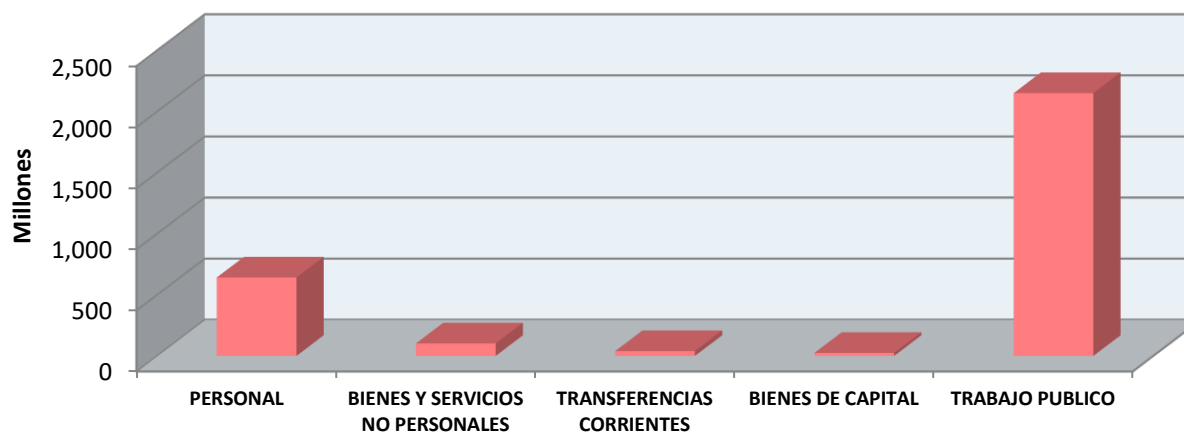 2,500
2,000
1,500
1,000
500
0
Millones
PERSONAL
BIENES Y SERVICIOS
NO PERSONALES
TRANSFERENCIAS
CORRIENTES
BIENES DE CAPITAL
TRABAJO PUBLICO